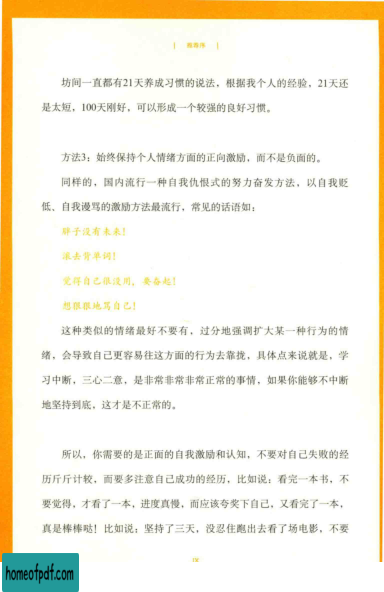 坊间一直都有21天养成习惯的说法，根据我个人的经验，21天还
是太短，100天刚好，可以形成一个较强的良好习惯。
方法3：始终保持个人情绪方面的正向激励，而不是负面的。
同样的，国内流行一种自我仇恨式的努力奋发方法，以自我贬
低、自我谩骂的激励方法最流行，常见的话语如：
胖子没有未来！
滚去背单词！
觉得自己很没用，要奋起！
想狠狠地骂自己！
这种类似的情绪最好不要有，过分地强调扩大某一种行为的情
绪，会导致自己更容易往这方面的行为去靠拢，具体点来说就是，学
习中断，三心二意，是非常非常非常正常的事情，如果你能够不中断
地坚持到底，这才是不正常的。
所以，你需要的是正面的自我激励和认知，不要对自己失败的经
历斤斤计较，而要多注意自己成功的经历，比如说：看完一本书，不
要觉得，才看了一本，进度真慢，而应该夸奖下自己，又看完了一本，
真是棒棒哒！比如说：坚持了三天，没忍住跑出去看了场电影，不要
homeofpdf.com